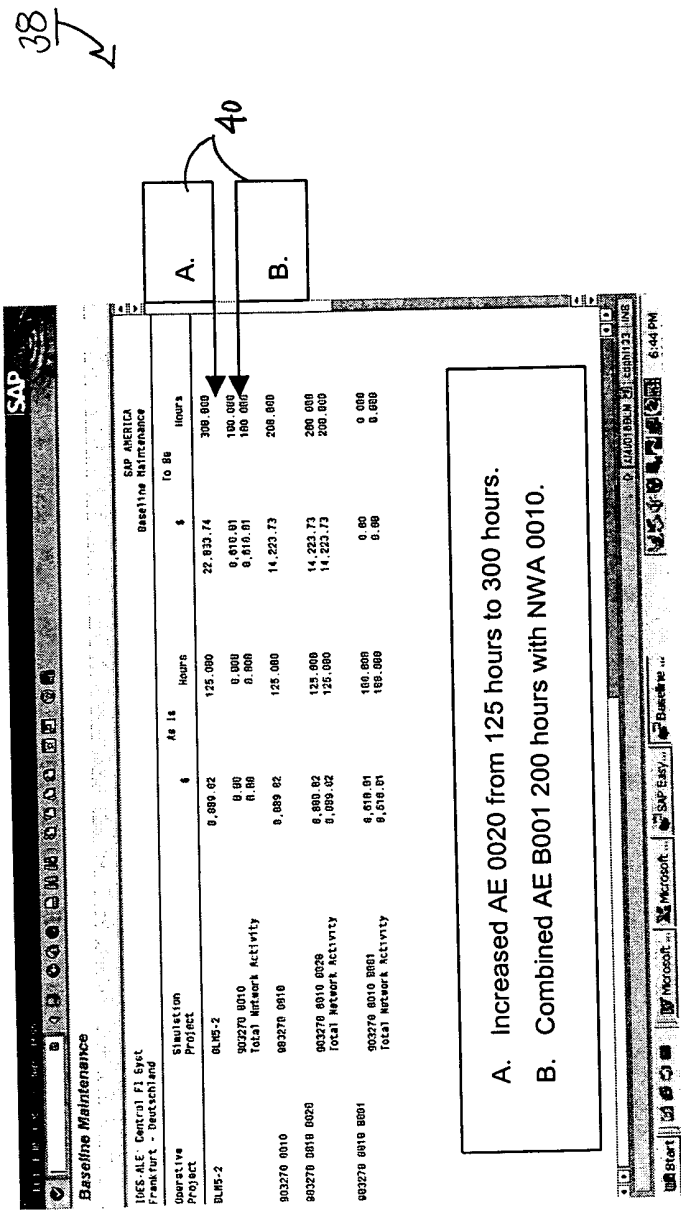 38
SAP
Baseline Maintenance
IDES-ALE Central FI Syst
Frankfurt - Deutschland
SAP AMERICA
Baseline Maintenance
Operative Project
Simulation Project
As Is
To Be
$ Hours $ Hours
BLM5-2 BLM5-2 125.000 22,833.74 300.000
903270 0010 0.00 0.000 100.000
Total Network Activity 0.00 0.000
903270 0010 903270 0010 125.000 14,223.73 200.000
903270 0010 0020 903270 0010 0020 125.000 14,223.73 200.000
Total Network Activity 125.000 14,223.73 200.000
903270 0010 B001 903270 0010 B001 0.00 0.000
Total Network Activity 0.00 0.000
A.
B.
40
A. Increased AE 0020 from 125 hours to 300 hours.
B. Combined AE B001 200 hours with NWA 0010.
INS
Start
Microsoft ...
Microsoft ...
SAP Easy...
Baseline ...
6:44 PM